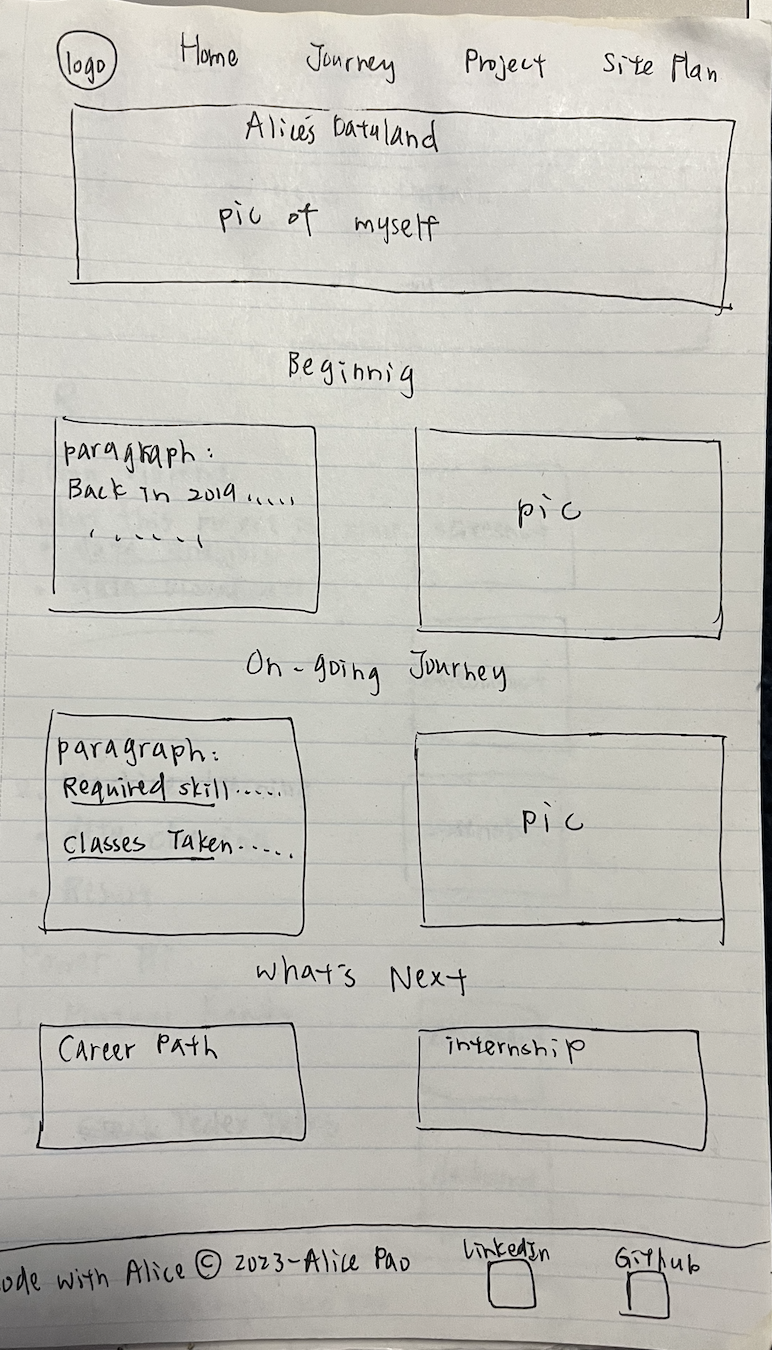 logo Home Journey Project Site Plan
Alice's Dataland
pic of myself
Beginnig
paragraph:
Back in 2019.....
......
pic
On-going Journey
paragraph:
Required skill.....
Classes Taken.....
pic
What's Next
Career Path
internship
ode with Alice © 2023-Alice Pao
LinkedIn
Github